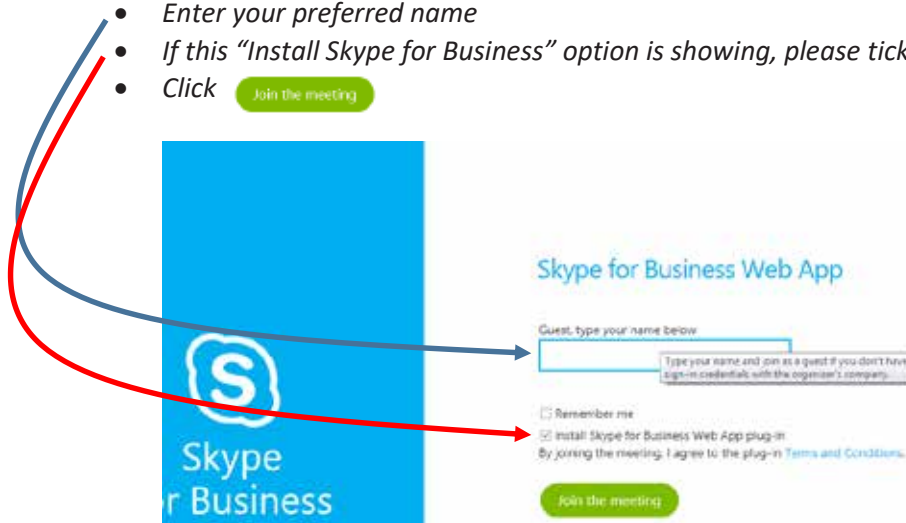 • Enter your preferred name
• If this “Install Skype for Business” option is showing, please tick
• Click Join the meeting
Skype for Business Web App
Guest, type your name below
Type your name and join as a guest if you don't have
sign-in credentials with the organizer's company.
Remember me
Install Skype for Business Web App plug-in
By joining the meeting, I agree to the plug-in Terms and Conditions.
Join the meeting
S
Skype
r Business